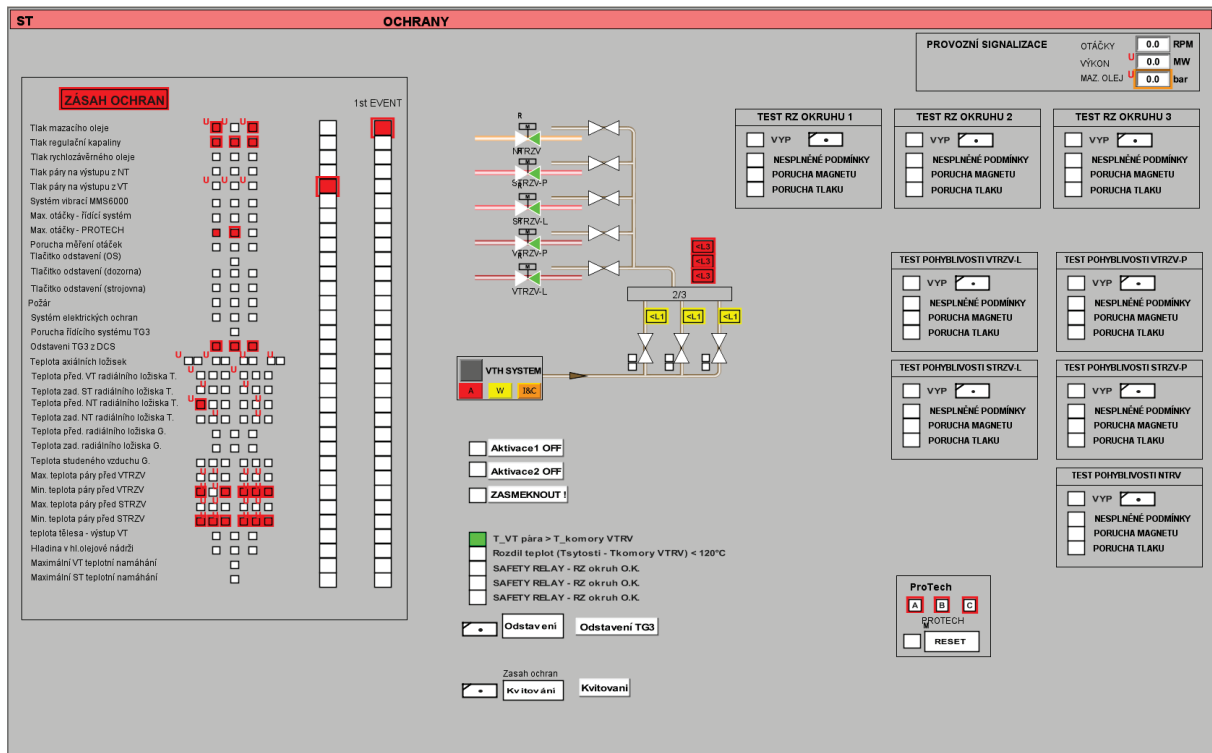 ST OCHRANY
PROVOZNÍ SIGNALIZACE
OTÁČKY 0.0 RPM
VÝKON U 0.0 MW
MAZ. OLEJ U 0.0 bar
ZÁSAH OCHRAN
1st EVENT
Tlak mazacího oleje U U U
Tlak regulační kapaliny
Tlak rychlozávěrného oleje
Tlak páry na výstupu z NT
Tlak páry na výstupu z VT U U U
Systém vibrací MMS6000
Max. otáčky - řídící systém
Max. otáčky - PROTECH
Porucha měření otáček
Tlačitko odstavení (OS)
Tlačitko odstavení (dozorna)
Tlačitko odstavení (strojovna)
Požár
Systém elektrických ochran
Porucha řídícího systému TG3
Odstaveni TG3 z DCS
Teplota axiálních ložisek U U U U
Teplota před. VT radiálního ložiska T. U U
Teplota zad. ST radiálního ložiska T. U U
Teplota před. NT radiálního ložiska T. U U
Teplota zad. NT radiálního ložiska T. U U
Teplota před. radiálního ložiska G.
Teplota zad. radiálního ložiska G.
Teplota studeného vzduchu G.
Max. teplota páry před VTRZV U U U U
Min. teplota páry před VTRZV U U U U
Max. teplota páry před STRZV
Min. teplota páry před STRZV U U U U
teplota tělesa - výstup VT
Hladina v hl.olejové nádrži
Maximální VT teplotní namáhání
Maximální ST teplotní namáhání
R
M
NTRZV
R
M
STRZV-P
R
M
STRZV-L
R
M
VTRZV-P
R
M
VTRZV-L
<L3
<L3
<L3
2/3
<L1 <L1 <L1
VTH SYSTEM
A W I&C
Aktivace1 OFF
Aktivace2 OFF
ZASMEKNOUT !
T_VT pára > T_komory VTRV
Rozdíl teplot (Tsytosti - Tkomory VTRV) < 120°C
SAFETY RELAY - RZ okruh O.K.
SAFETY RELAY - RZ okruh O.K.
SAFETY RELAY - RZ okruh O.K.
Odstaveni Odstavení TG3
Zasah ochran
Kvitováni Kvitovani
TEST RZ OKRUHU 1
VYP
NESPLNĚNÉ PODMÍNKY
PORUCHA MAGNETU
PORUCHA TLAKU
TEST RZ OKRUHU 2
VYP
NESPLNĚNÉ PODMÍNKY
PORUCHA MAGNETU
PORUCHA TLAKU
TEST RZ OKRUHU 3
VYP
NESPLNĚNÉ PODMÍNKY
PORUCHA MAGNETU
PORUCHA TLAKU
TEST POHYBLIVOSTI VTRZV-L
VYP
NESPLNĚNÉ PODMÍNKY
PORUCHA MAGNETU
PORUCHA TLAKU
TEST POHYBLIVOSTI VTRZV-P
VYP
NESPLNĚNÉ PODMÍNKY
PORUCHA MAGNETU
PORUCHA TLAKU
TEST POHYBLIVOSTI STRZV-L
VYP
NESPLNĚNÉ PODMÍNKY
PORUCHA MAGNETU
PORUCHA TLAKU
TEST POHYBLIVOSTI STRZV-P
VYP
NESPLNĚNÉ PODMÍNKY
PORUCHA MAGNETU
PORUCHA TLAKU
TEST POHYBLIVOSTI NTRV
VYP
NESPLNĚNÉ PODMÍNKY
PORUCHA MAGNETU
PORUCHA TLAKU
ProTech
A B C
PROTECH
M
RESET